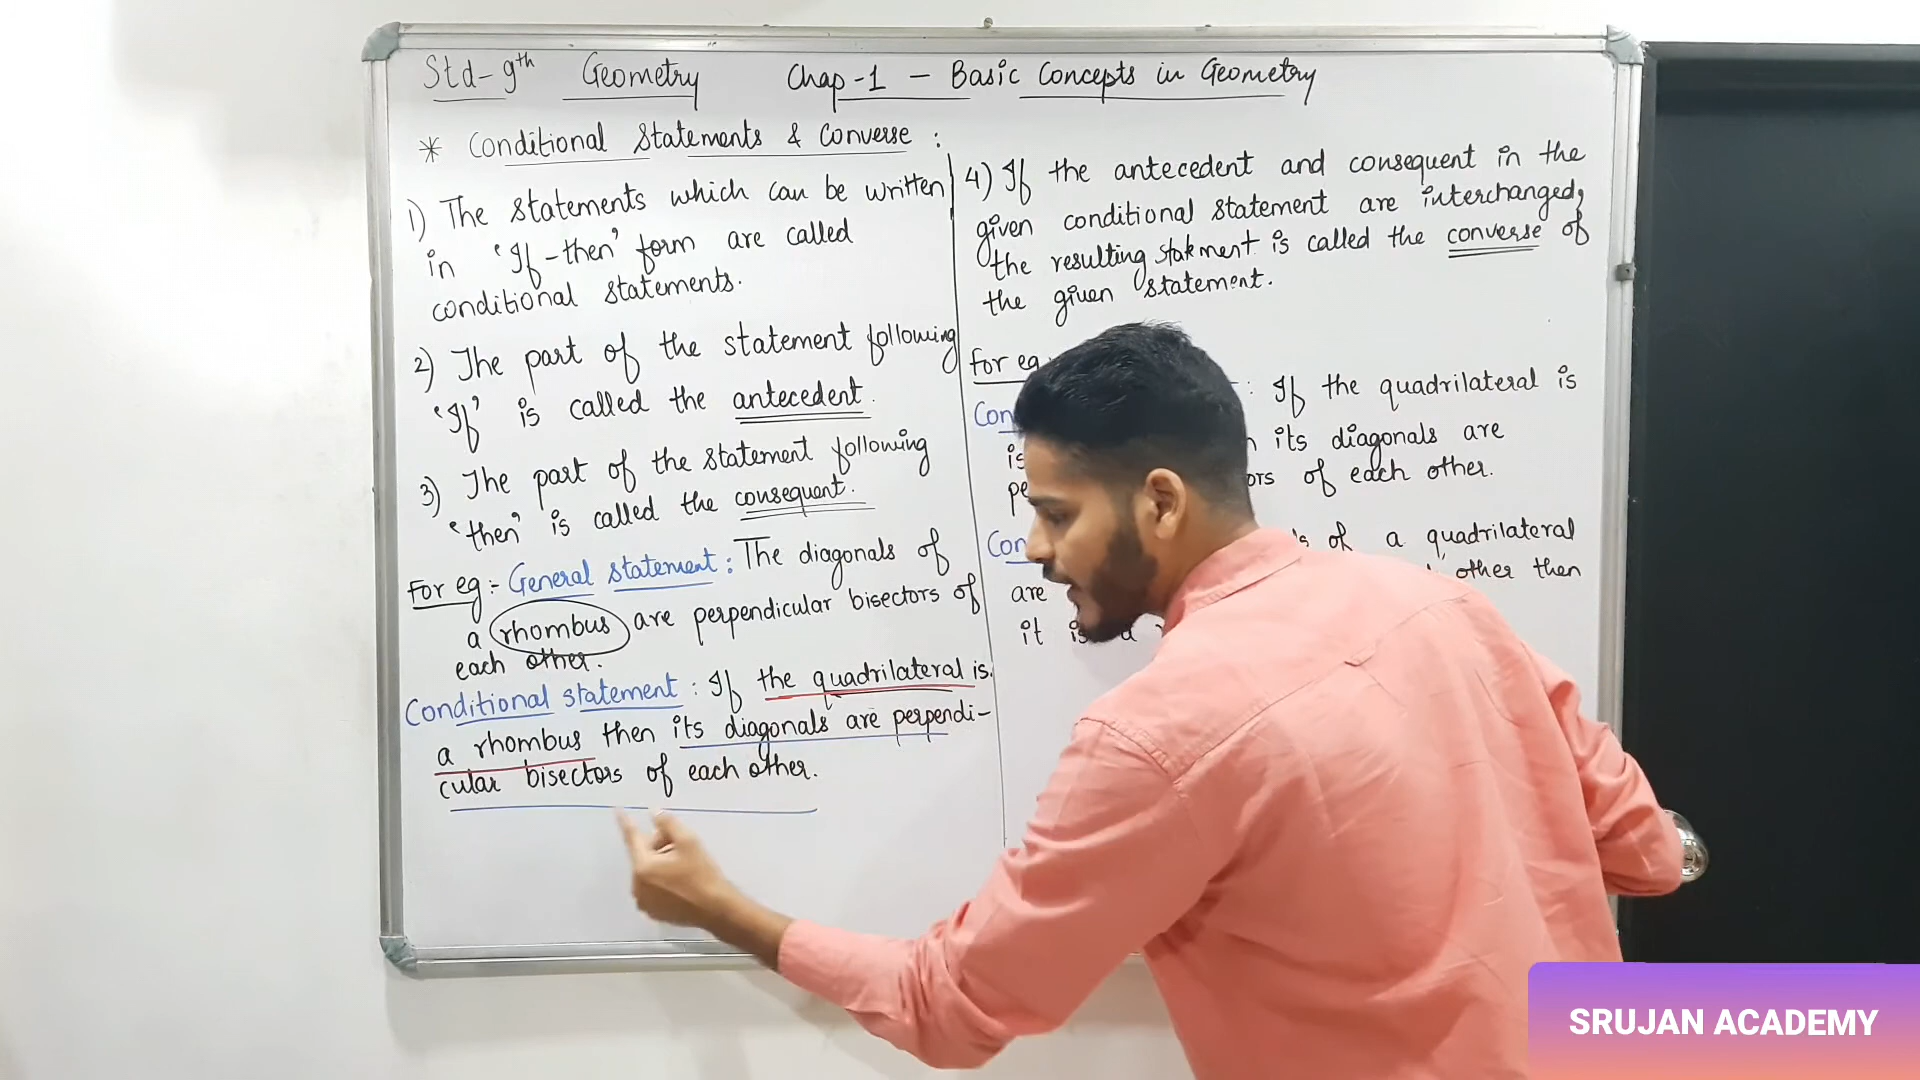 Std-9th Geometry Chap-1 - Basic Concepts in Geometry
* Conditional Statements & Converse :
1) The statements which can be written
in 'If-then' form are called
conditional statements.
2) The part of the statement following
'If' is called the antecedent.
3) The part of the statement following
'then' is called the consequent.
For eg:- General statement: The diagonals of
a rhombus are perpendicular bisectors of
each other.
Conditional statement: If the quadrilateral is
a rhombus then its diagonals are perpendi-
cular bisectors of each other.
4) If the antecedent and consequent in the
given conditional statement are interchanged,
the resulting statement is called the converse of
the given statement.
For eg
: If the quadrilateral is
is its diagonals are
of each other.
of a quadrilateral
are other then
it is a
SRUJAN ACADEMY